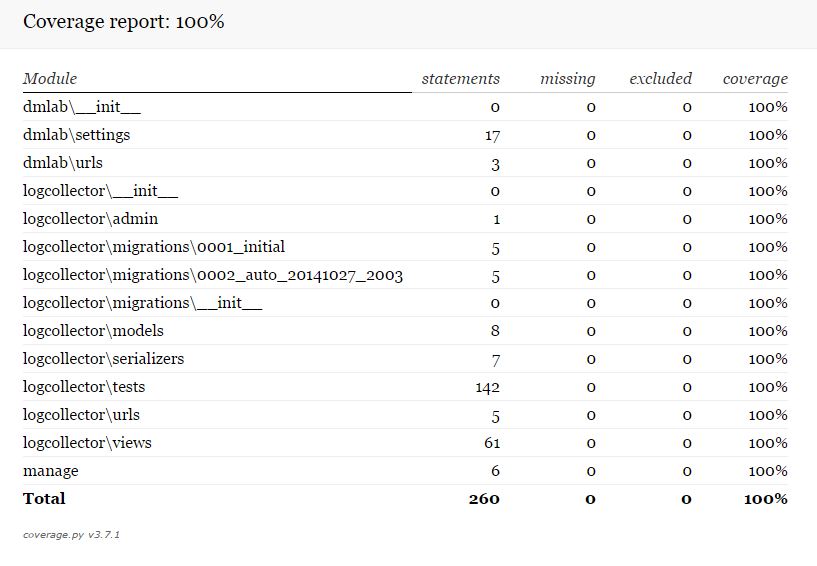 Coverage report: 100%
Module statements missing excluded coverage
dmlab\__init__ 0 0 0 100%
dmlab\settings 17 0 0 100%
dmlab\urls 3 0 0 100%
logcollector\__init__ 0 0 0 100%
logcollector\admin 1 0 0 100%
logcollector\migrations\0001_initial 5 0 0 100%
logcollector\migrations\0002_auto_20141027_2003 5 0 0 100%
logcollector\migrations\__init__ 0 0 0 100%
logcollector\models 8 0 0 100%
logcollector\serializers 7 0 0 100%
logcollector\tests 142 0 0 100%
logcollector\urls 5 0 0 100%
logcollector\views 61 0 0 100%
manage 6 0 0 100%
Total 260 0 0 100%
coverage.py v3.7.1